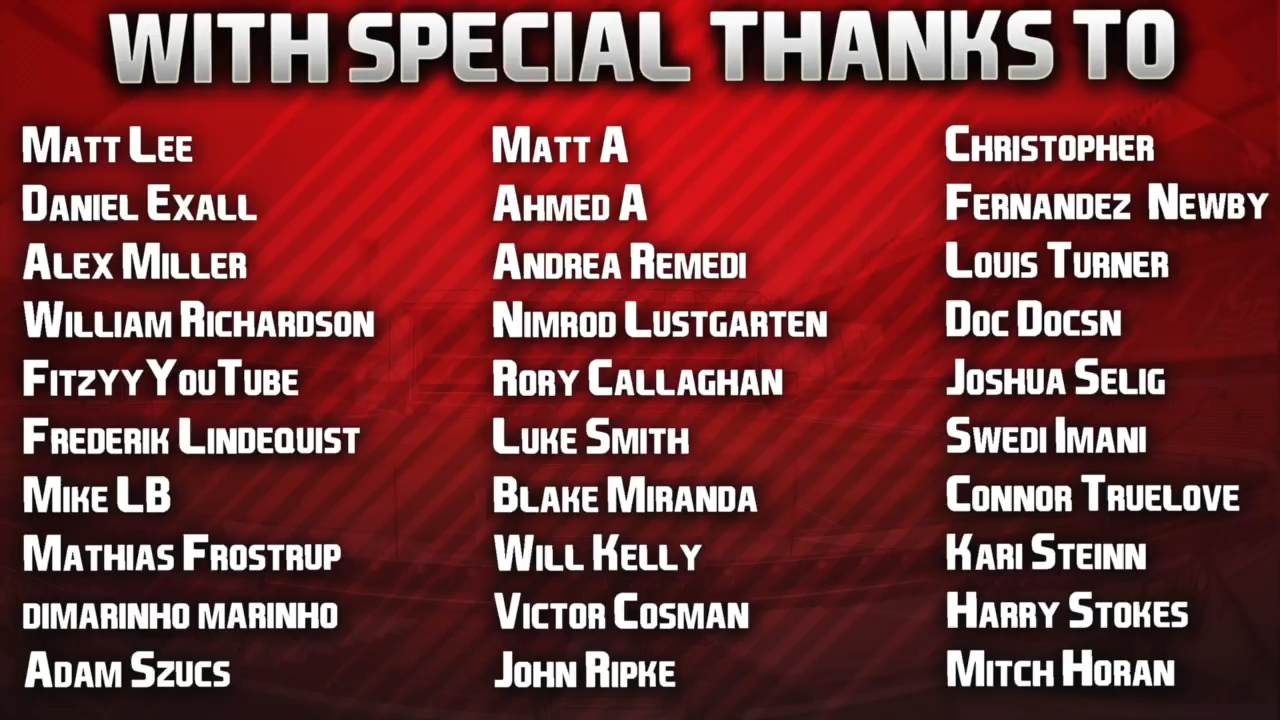 WITH SPECIAL THANKS TO
MATT LEE
DANIEL EXALL
ALEX MILLER
WILLIAM RICHARDSON
FITZYYYOUTUBE
FREDERIK LINDEQUIST
MIKE LB
MATHIAS FROSTRUP
DIMARINHO MARINHO
ADAM SZUCS
MATT A
AHMED A
ANDREA REMEDI
NIMROD LUSTGARTEN
RORY CALLAGHAN
LUKE SMITH
BLAKE MIRANDA
WILL KELLY
VICTOR COSMAN
JOHN RIPKE
CHRISTOPHER
FERNANDEZ NEWBY
LOUIS TURNER
DOC DOCSN
JOSHUA SELIG
SWEDI IMANI
CONNOR TRUELOVE
KARI STEINN
HARRY STOKES
MITCH HORAN